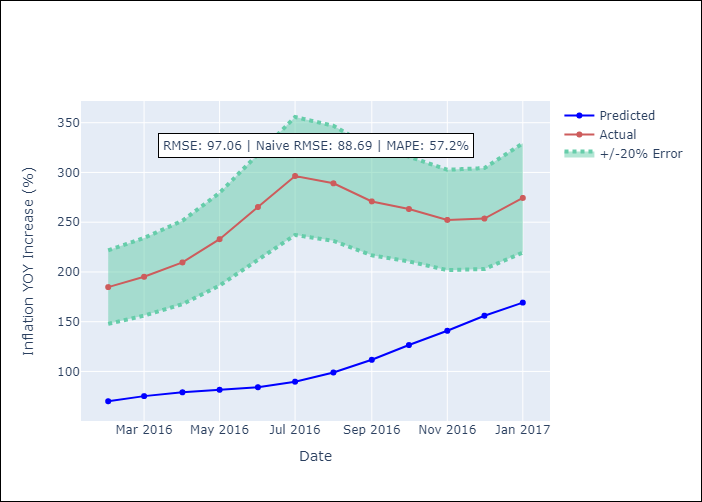 RMSE: 97.06 | Naive RMSE: 88.69 | MAPE: 57.2%
Predicted
Actual
+/-20% Error
Inflation YOY Increase (%)
350
300
250
200
150
100
Mar 2016 May 2016 Jul 2016 Sep 2016 Nov 2016 Jan 2017
Date